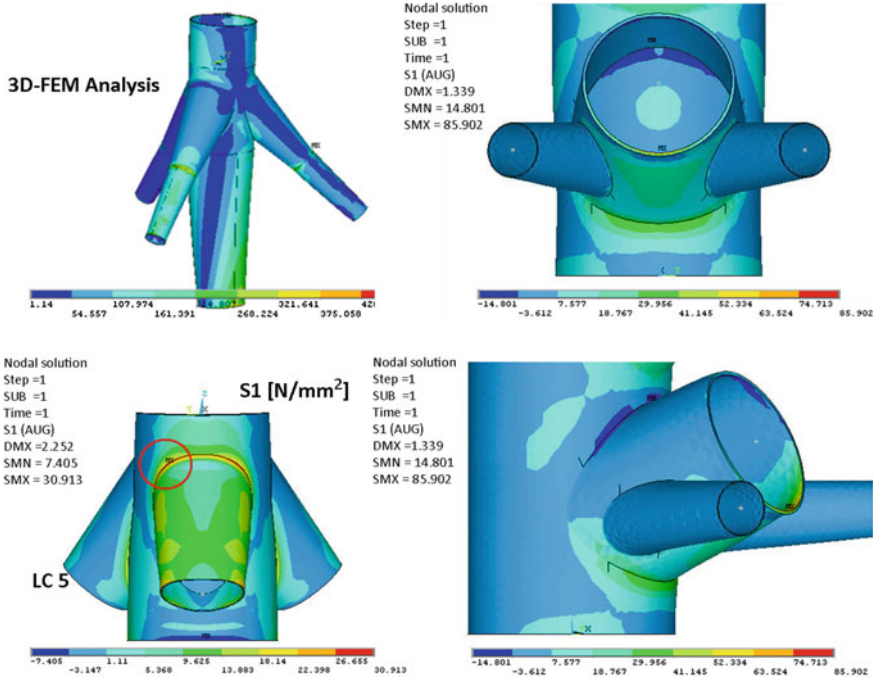 3D-FEM Analysis
1.14 107.974 214.807 321.641 428
54.557 161.391 268.224 375.058
Nodal solution
Step =1
SUB =1
Time =1
S1 (AUG)
DMX =1.339
SMN = 14.801
SMX = 85.902
MX
MX
-14.801 7.577 29.956 52.334 74.713
-3.612 18.767 41.145 63.524 85.902
Nodal solution
Step =1
SUB =1
Time =1
S1 (AUG)
DMX =2.252
SMN = 7.405
SMX = 30.913
S1 [N/mm²]
Z
X
LC 5
-7.405 1.11 9.625 18.14 26.655
-3.147 5.368 13.883 22.398 30.913
Nodal solution
Step =1
SUB =1
Time =1
S1 (AUG)
DMX =1.339
SMN = 14.801
SMX = 85.902
X
-14.801 7.577 29.956 52.334 74.713
-3.612 18.767 41.145 63.524 85.902